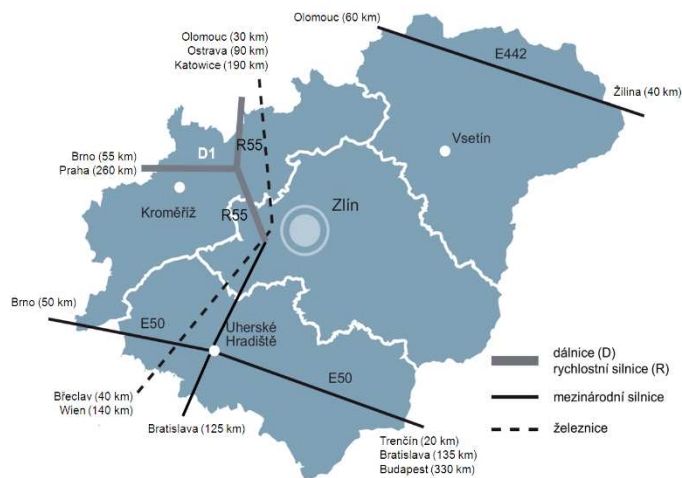 Olomouc (60 km)
E442
Žilina (40 km)
Olomouc (30 km)
Ostrava (90 km)
Katowice (190 km)
R55
D1
Brno (55 km)
Praha (260 km)
Vsetín
Kroměříž
R55
Zlín
Brno (50 km)
E50
Uherské
Hradiště
E50
Břeclav (40 km)
Wien (140 km)
Bratislava (125 km)
Trenčín (20 km)
Bratislava (135 km)
Budapest (330 km)
dálnice (D)
rychlostní silnice (R)
mezinárodní silnice
železnice